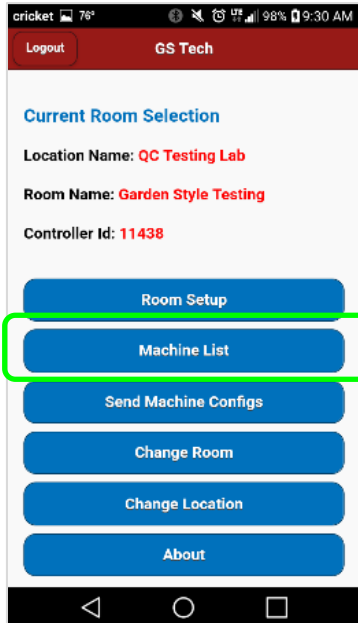 cricket 76° LTE 98% 9:30 AM
Logout GS Tech
Current Room Selection
Location Name: QC Testing Lab
Room Name: Garden Style Testing
Controller Id: 11438
Room Setup
Machine List
Send Machine Configs
Change Room
Change Location
About